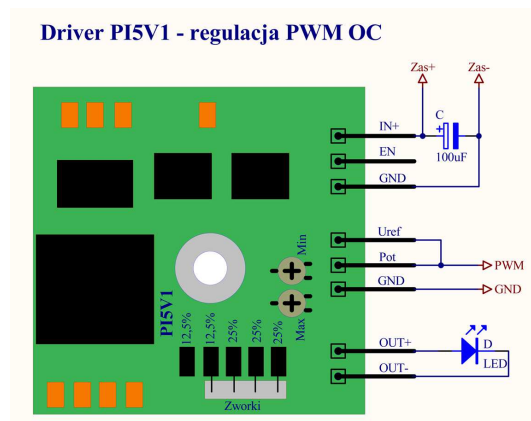 Driver PI5V1 - regulacja PWM OC
Zas+
Zas-
IN+
C
+
100uF
EN
GND
Uref
Pot
PWM
GND
GND
OUT+
D
LED
OUT-
Min
Max
PI5V1
12,5%
12,5%
25%
25%
25%
Zworki